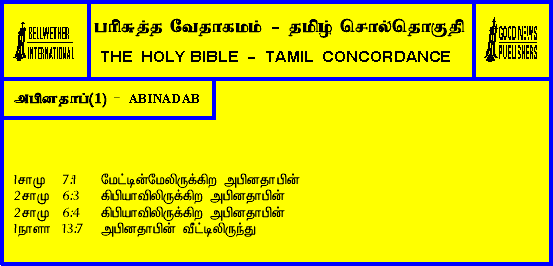 BELLWETHER
INTERNATIONAL
பரிசுத்த வேதாகமம் - தமிழ் சொல்தொகுதி
THE HOLY BIBLE - TAMIL CONCORDANCE
GOOD NEWS
PUBLISHERS
அபினதாப்(1) - ABINADAB
1சாமு 7:1 மேட்டின்மேலிருக்கிற அபினதாபின்
2சாமு 6:3 கிபியாவிலிருக்கிற அபினதாபின்
2சாமு 6:4 கிபியாவிலிருக்கிற அபினதாபின்
1நாளா 13:7 அபினதாபின் வீட்டிலிருந்து